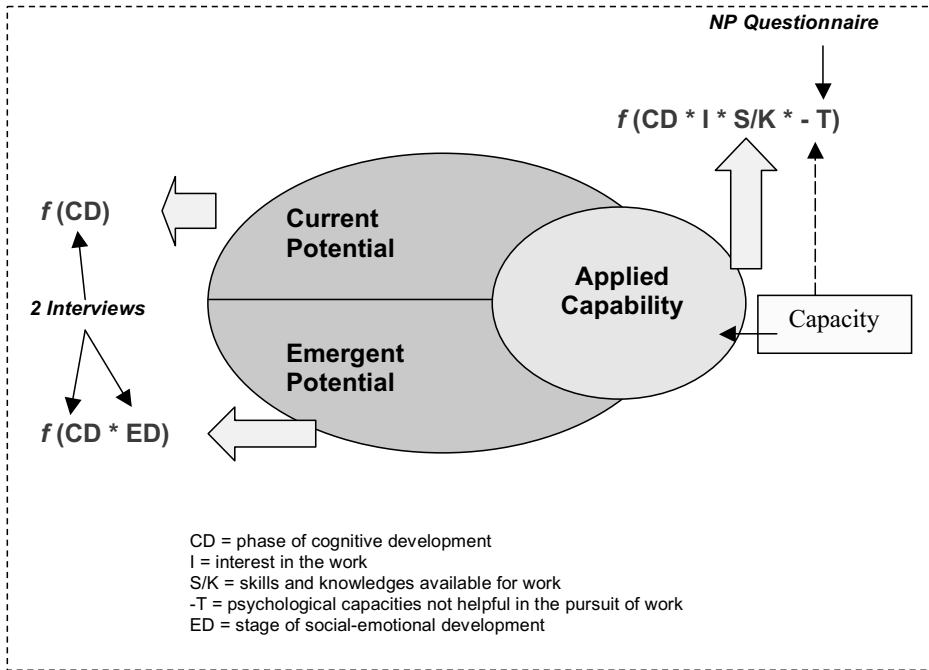 NP Questionnaire
f (CD * I * S/K * - T)
f (CD)
Current
Potential
Applied
Capability
2 Interviews
Capacity
Emergent
Potential
f (CD * ED)
CD = phase of cognitive development
I = interest in the work
S/K = skills and knowledges available for work
-T = psychological capacities not helpful in the pursuit of work
ED = stage of social-emotional development